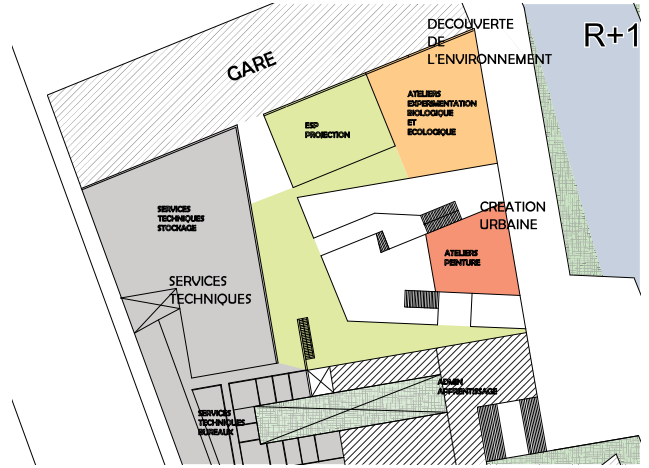 DECOUVERTE
DE
L'ENVIRONNEMENT
R+1
GARE
ATELIERS
EXPERIMENTATION
BIOLOGIQUE
ET
ECOLOGIQUE
ESP
PROJECTION
SERVICES
TECHNIQUES
STOCKAGE
CREATION
URBAINE
ATELIERS
PEINTURE
SERVICES
TECHNIQUES
ADMIN
APPRENTISSAGE
SERVICES
TECHNIQUES
BUREAUX